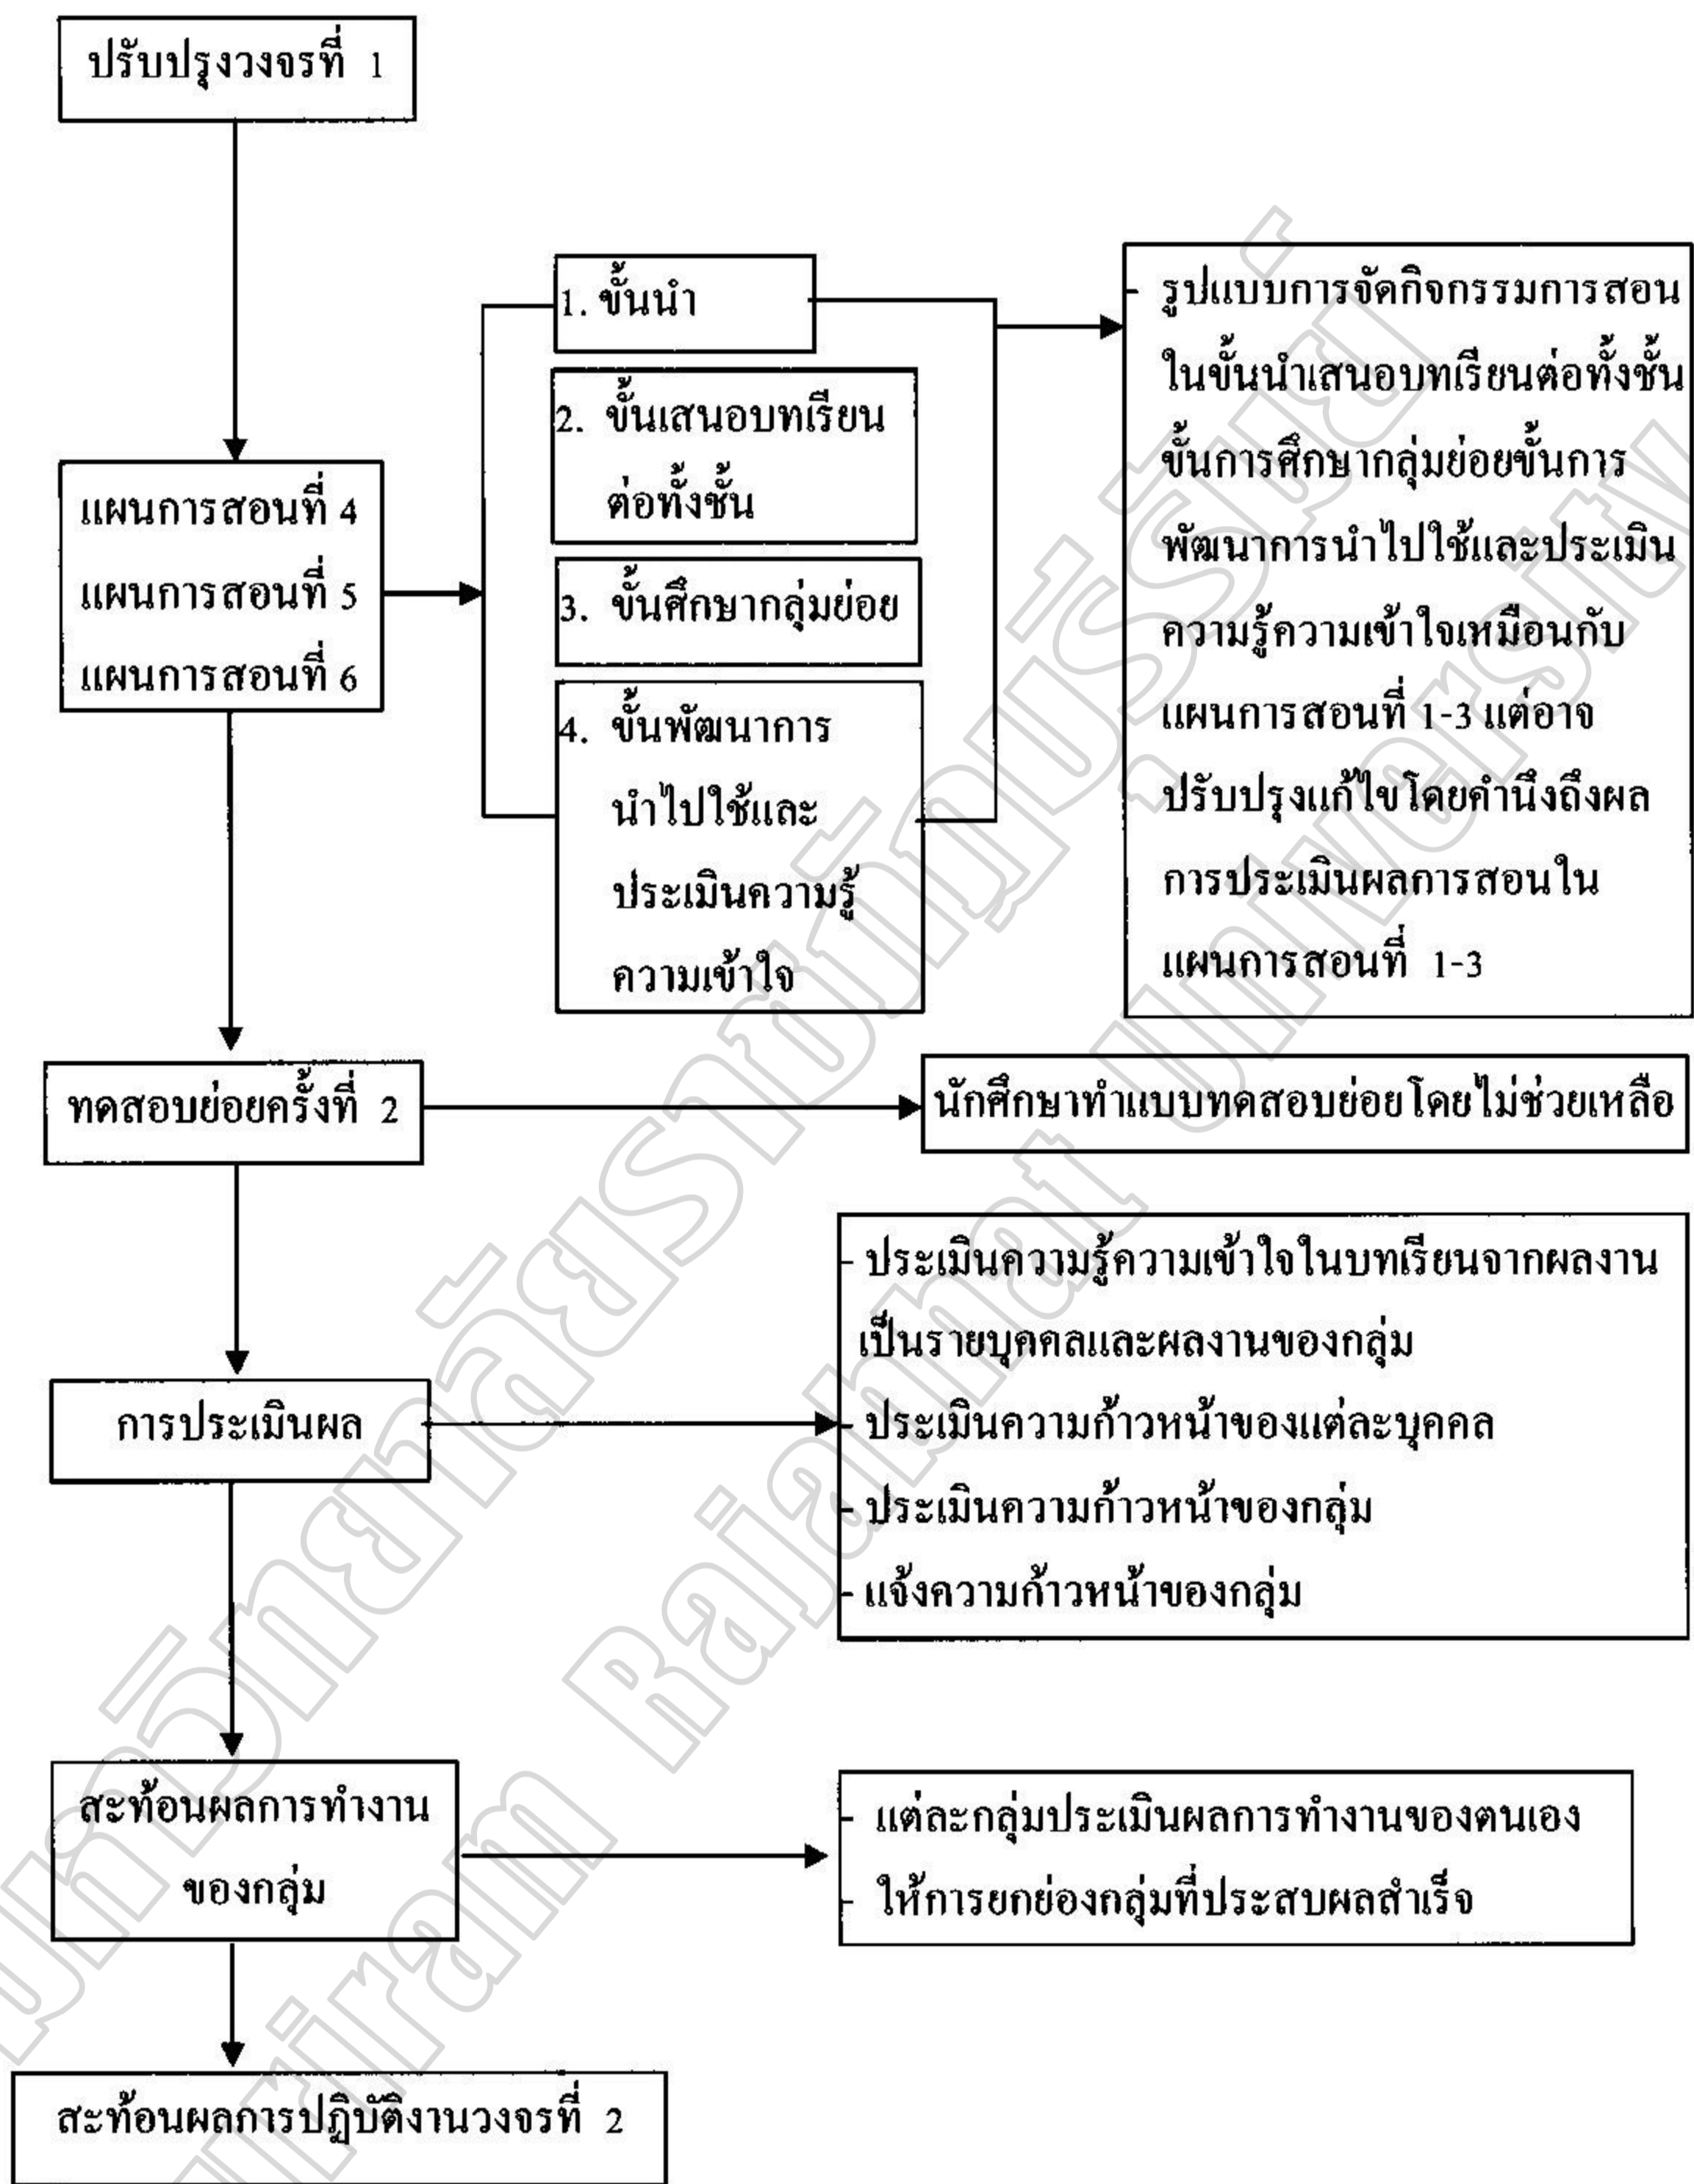 ปรับปรุงวงจรที่ 1
แผนการสอนที่ 4
แผนการสอนที่ 5
แผนการสอนที่ 6
1. ขั้นนำ
2. ขั้นเสนอบทเรียน
ต่อทั้งชั้น
3. ขั้นศึกษากลุ่มย่อย
4. ขั้นพัฒนาการ
นำไปใช้และ
ประเมินความรู้
ความเข้าใจ
- รูปแบบการจัดกิจกรรมการสอน
ในขั้นนำเสนอบทเรียนต่อทั้งชั้น
ขั้นการศึกษากลุ่มย่อยขั้นการ
พัฒนาการนำไปใช้และประเมิน
ความรู้ความเข้าใจเหมือนกับ
แผนการสอนที่ 1-3 แต่อาจ
ปรับปรุงแก้ไขโดยคำนึงถึงผล
การประเมินผลการสอนใน
แผนการสอนที่ 1-3
ทดสอบย่อยครั้งที่ 2
นักศึกษาทำแบบทดสอบย่อยโดยไม่ช่วยเหลือ
การประเมินผล
- ประเมินความรู้ความเข้าใจในบทเรียนจากผลงาน
เป็นรายบุคคลและผลงานของกลุ่ม
- ประเมินความก้าวหน้าของแต่ละบุคคล
- ประเมินความก้าวหน้าของกลุ่ม
- แจ้งความก้าวหน้าของกลุ่ม
สะท้อนผลการทำงาน
ของกลุ่ม
- แต่ละกลุ่มประเมินผลการทำงานของตนเอง
- ให้การยกย่องกลุ่มที่ประสบผลสำเร็จ
สะท้อนผลการปฏิบัติงานวงจรที่ 2
Rajabhat University